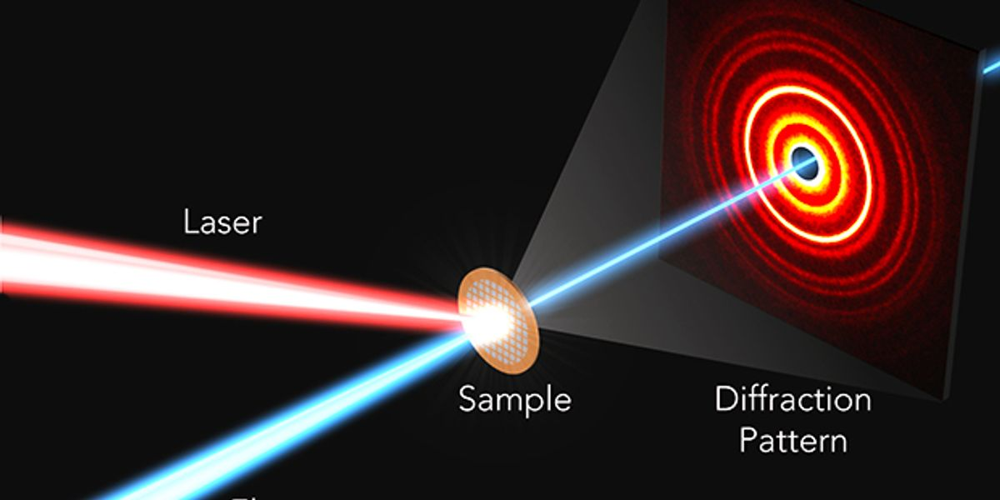 Laser
Sample
Diffraction
Pattern